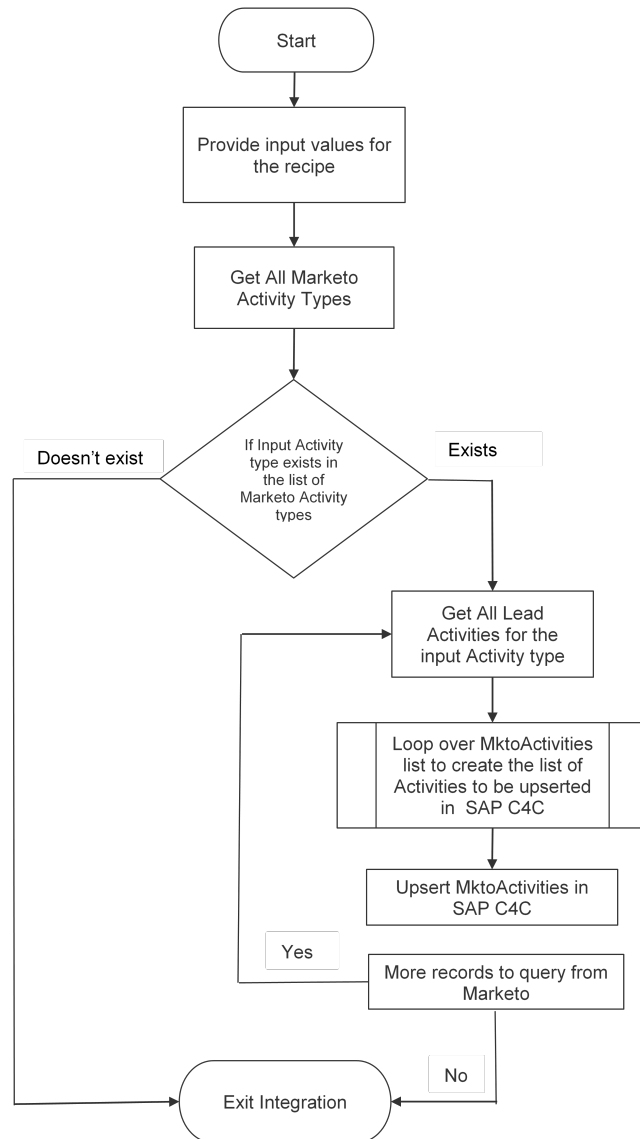 Start
Provide input values for
the recipe
Get All Marketo
Activity Types
If Input Activity
type exists in
the list of
Marketo Activity
types
Doesn't exist
Exists
Get All Lead
Activities for the
input Activity type
Loop over MktoActivities
list to create the list of
Activities to be upserted
in SAP C4C
Upsert MktoActivities in
SAP C4C
Yes
More records to query from
Marketo
No
Exit Integration